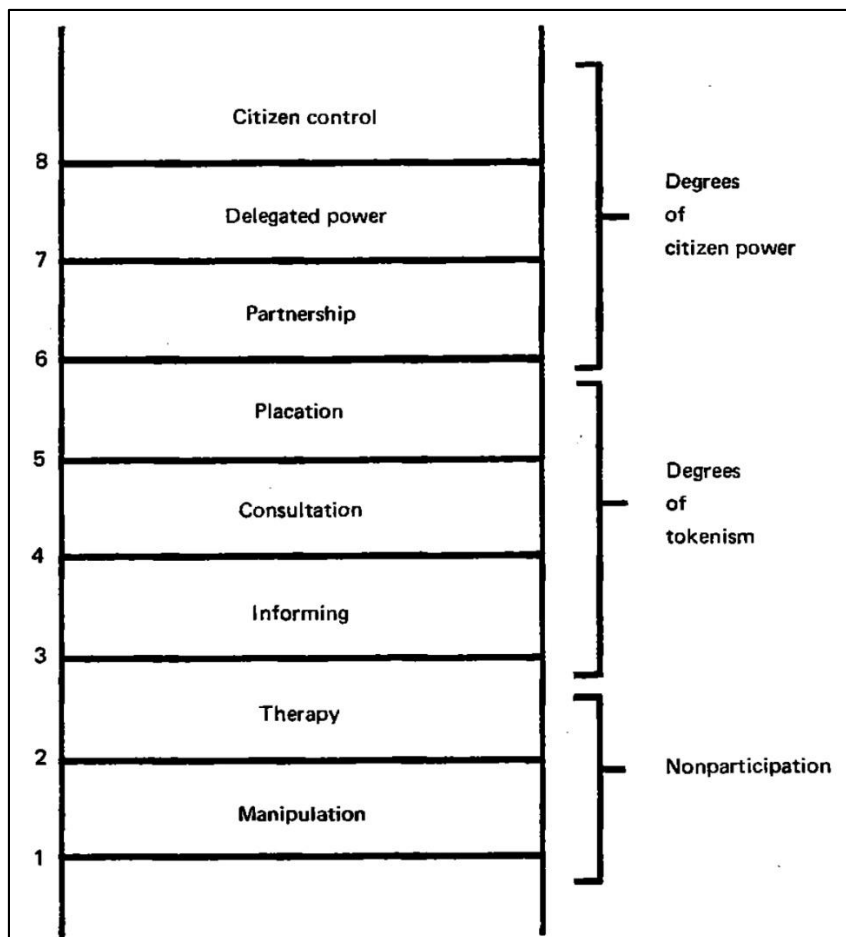 Citizen control
8
Delegated power
7
Partnership
6
Placation
5
Consultation
4
Informing
3
Therapy
2
Manipulation
1
Degrees
of
citizen power
Degrees
of
tokenism
Nonparticipation